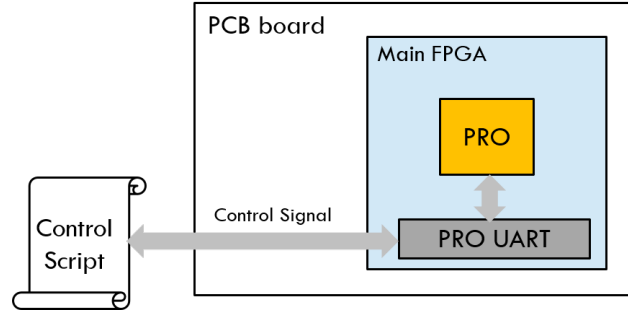 PCB board
Main FPGA
PRO
Control Signal
PRO UART
Control
Script